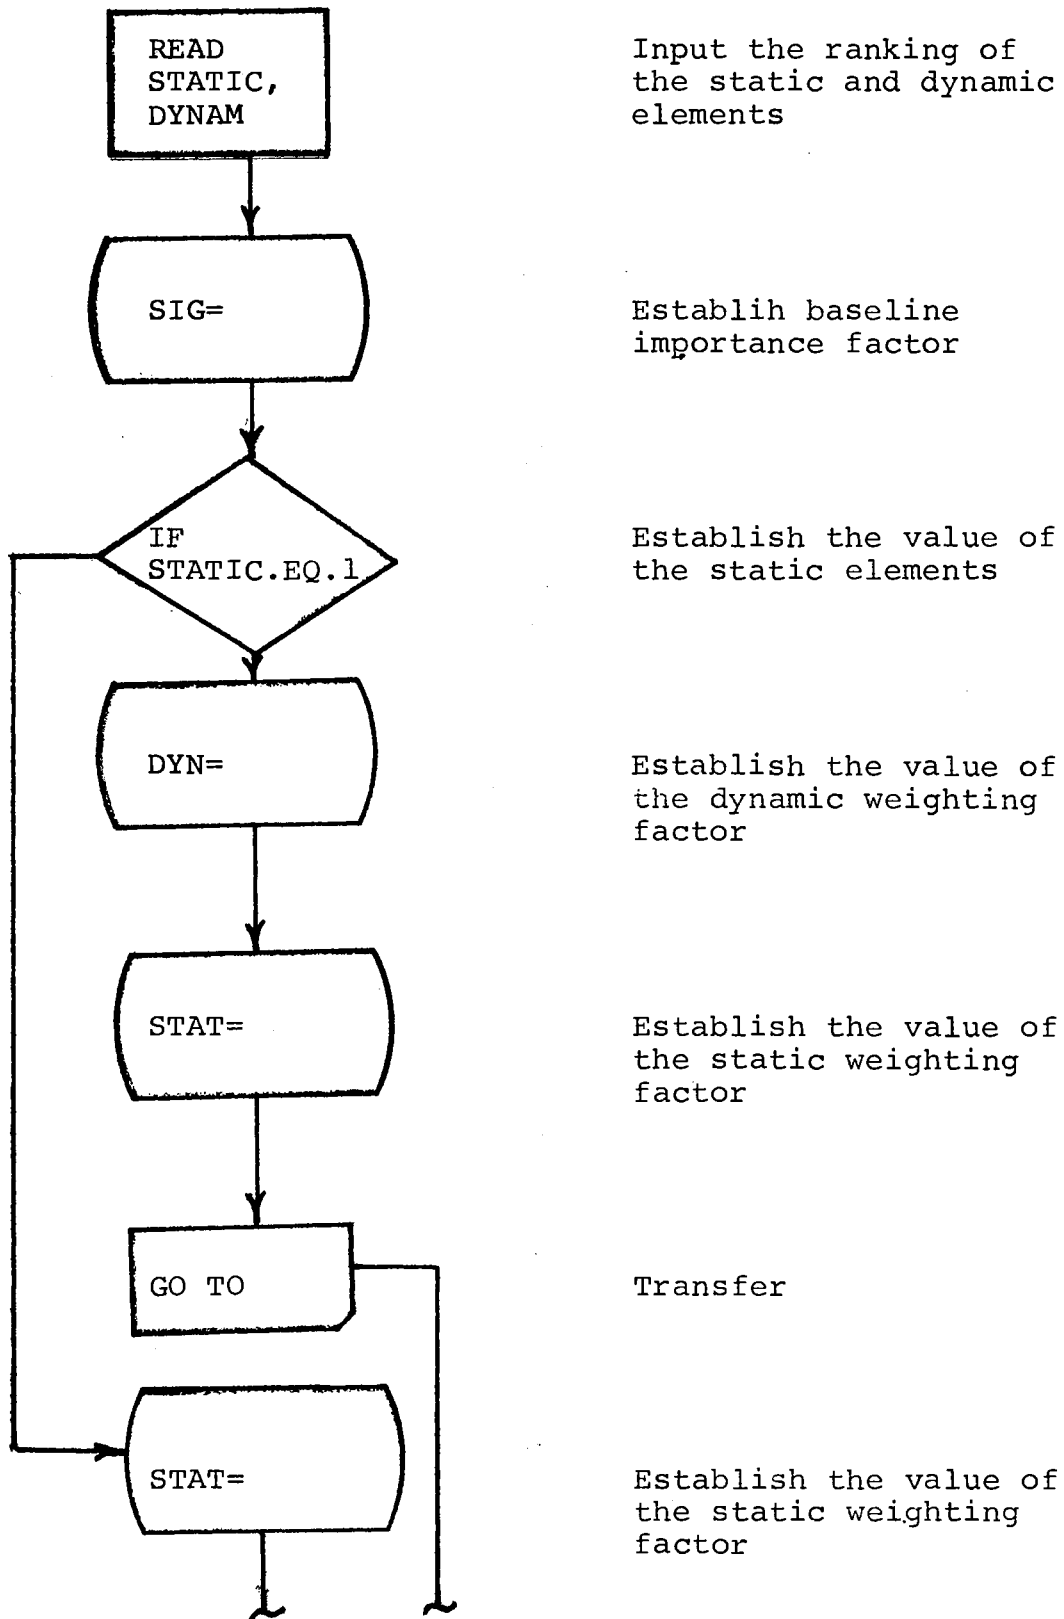 READ
STATIC,
DYNAM
Input the ranking of
the static and dynamic
elements
SIG=
Establih baseline
importance factor
IF
STATIC.EQ.1
Establish the value of
the static elements
DYN=
Establish the value of
the dynamic weighting
factor
STAT=
Establish the value of
the static weighting
factor
GO TO
Transfer
STAT=
Establish the value of
the static weighting
factor